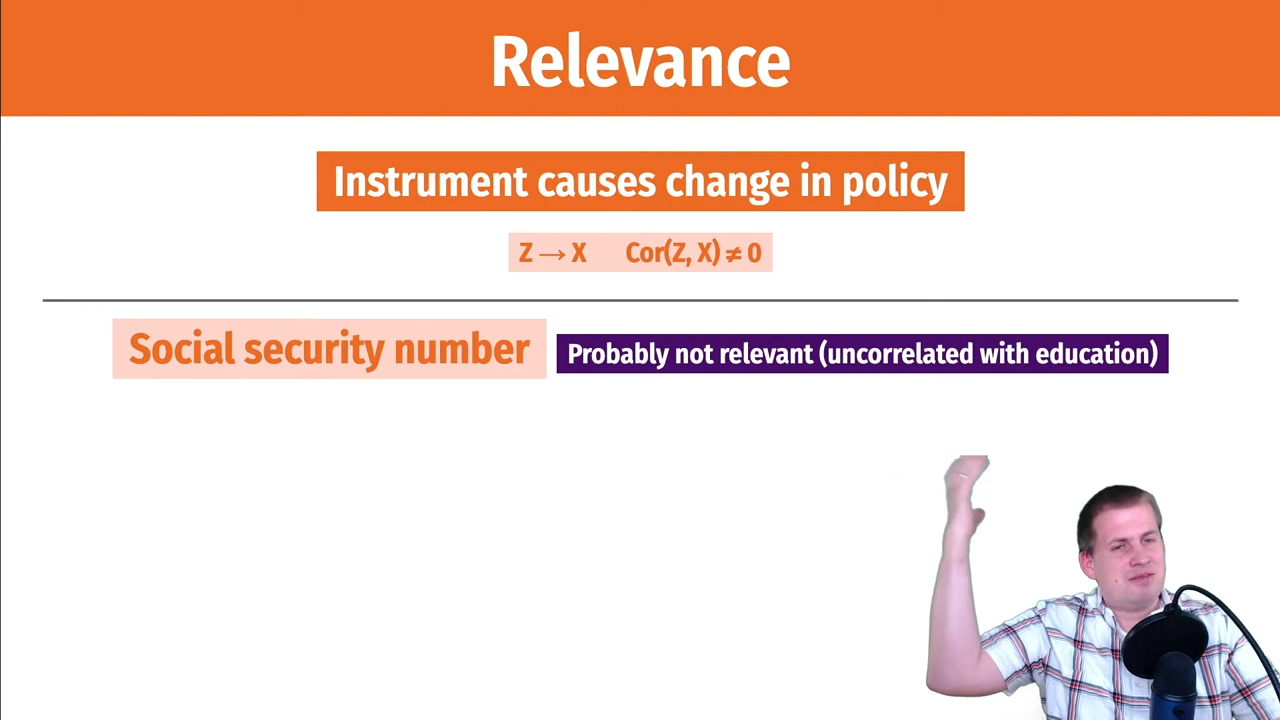 Relevance
Instrument causes change in policy
Z → X Cor(Z, X) ≠ 0
Social security number
Probably not relevant (uncorrelated with education)